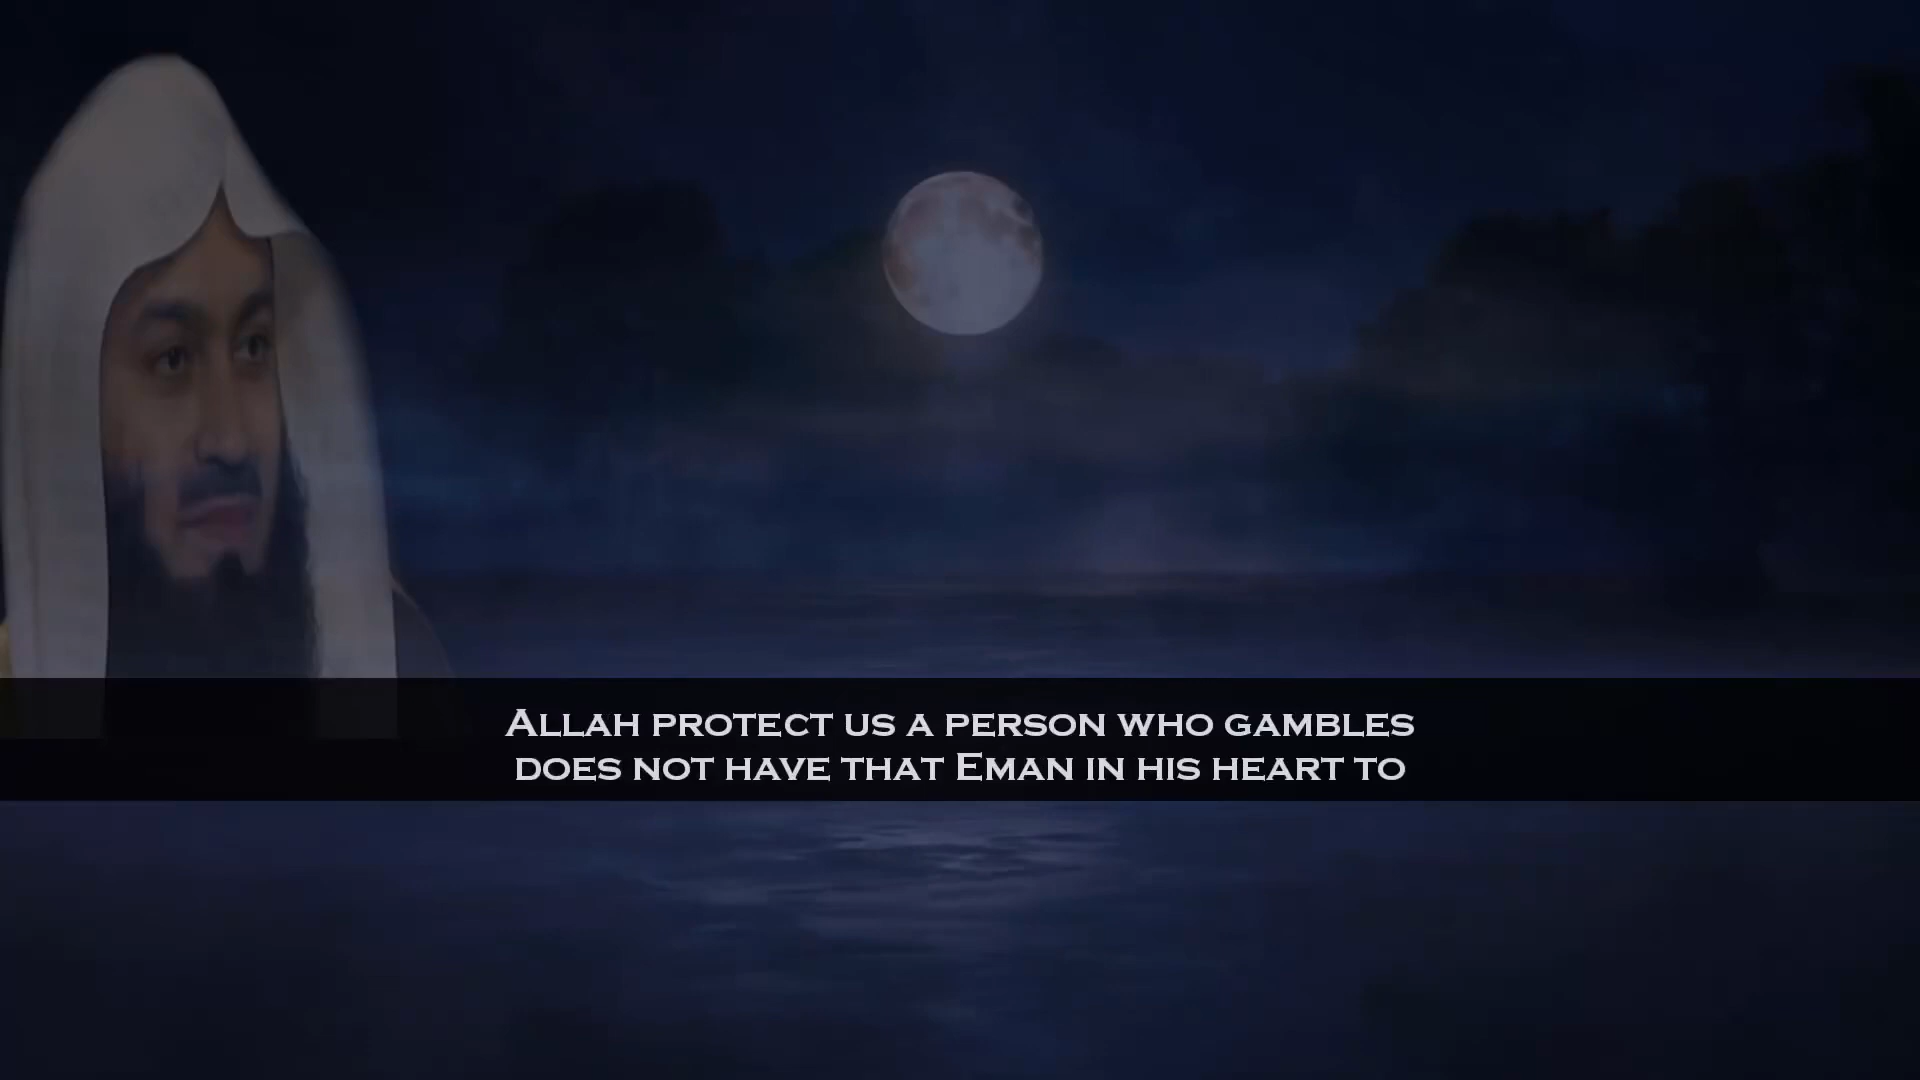 Allah protect us a person who gambles
does not have that Eman in his heart to